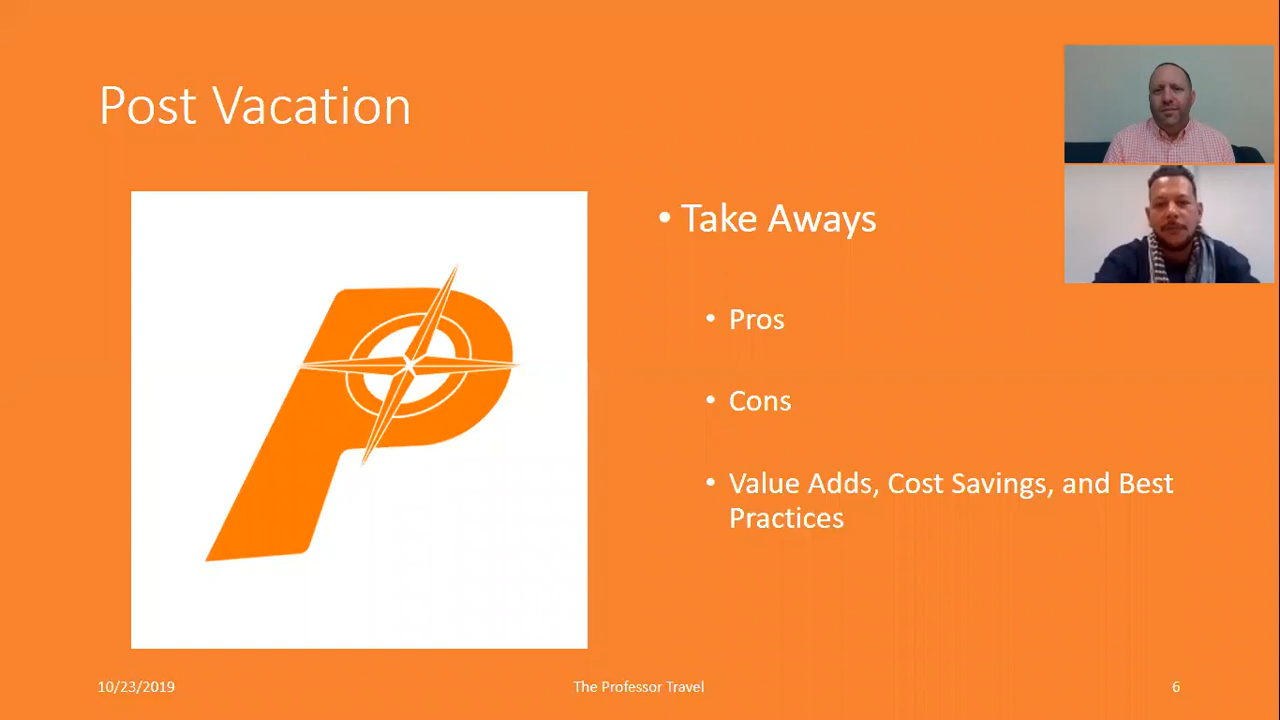 Post Vacation
• Take Aways
• Pros
• Cons
• Value Adds, Cost Savings, and Best
Practices
10/23/2019
The Professor Travel
6